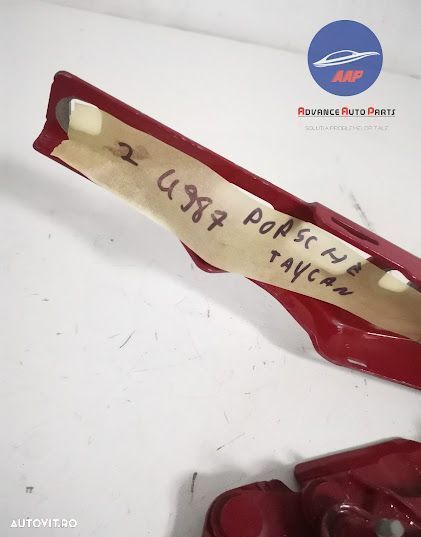 AAP
ADVANCE AUTO PARTS
SOLUTIA PROBLEMELOR TALE
2 4987 PORSCHE
TAYCAN
AUTOVIT.RO